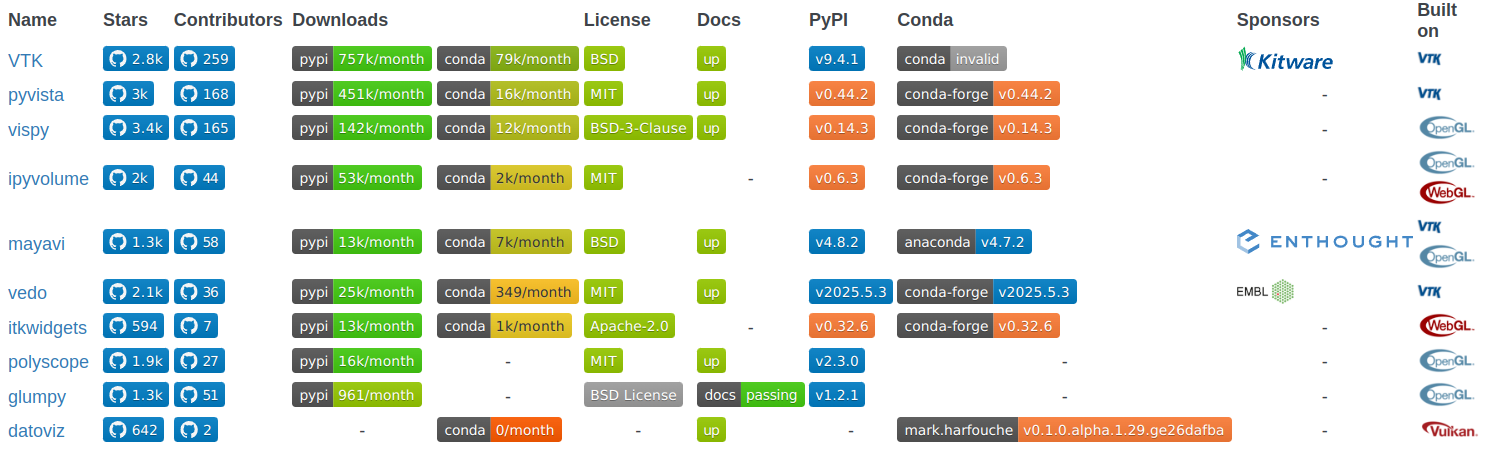 Name Stars Contributors Downloads License Docs PyPI Conda Sponsors Built on
VTK 2.8k 259 pypi 757k/month conda 79k/month BSD up v9.4.1 conda invalid Kitware VTK
pyvista 3k 168 pypi 451k/month conda 16k/month MIT up v0.44.2 conda-forge v0.44.2 - VTK
vispy 3.4k 165 pypi 142k/month conda 12k/month BSD-3-Clause up v0.14.3 conda-forge v0.14.3 - OpenGL.
ipyvolume 2k 44 pypi 53k/month conda 2k/month MIT - v0.6.3 conda-forge v0.6.3 - OpenGL. WebGL.
mayavi 1.3k 58 pypi 13k/month conda 7k/month BSD up v4.8.2 anaconda v4.7.2 ENTHOUGHT VTK OpenGL.
vedo 2.1k 36 pypi 25k/month conda 349/month MIT up v2025.5.3 conda-forge v2025.5.3 EMBL VTK
itkwidgets 594 7 pypi 13k/month conda 1k/month Apache-2.0 - v0.32.6 conda-forge v0.32.6 - WebGL.
polyscope 1.9k 27 pypi 16k/month - MIT up v2.3.0 - - OpenGL.
glumpy 1.3k 51 pypi 961/month - BSD License docs passing v1.2.1 - - OpenGL.
datoviz 642 2 - conda 0/month - up - mark.harfouche v0.1.0.alpha.1.29.ge26dafba - Vulkan.